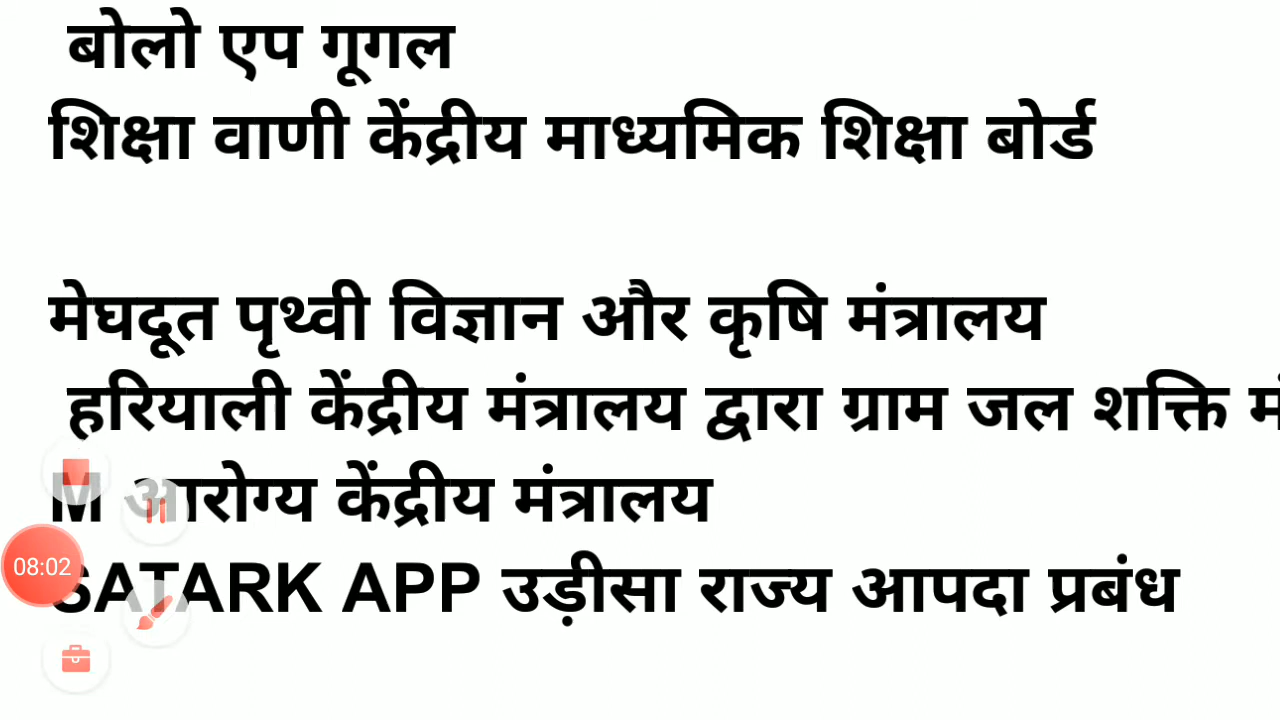 बोलो एप गूगल
शिक्षा वाणी केंद्रीय माध्यमिक शिक्षा बोर्ड
मेघदूत पृथ्वी विज्ञान और कृषि मंत्रालय
हरियाली केंद्रीय मंत्रालय द्वारा ग्राम जल शक्ति
M आरोग्य केंद्रीय मंत्रालय
SATARK APP उड़ीसा राज्य आपदा प्रबंध
08:02